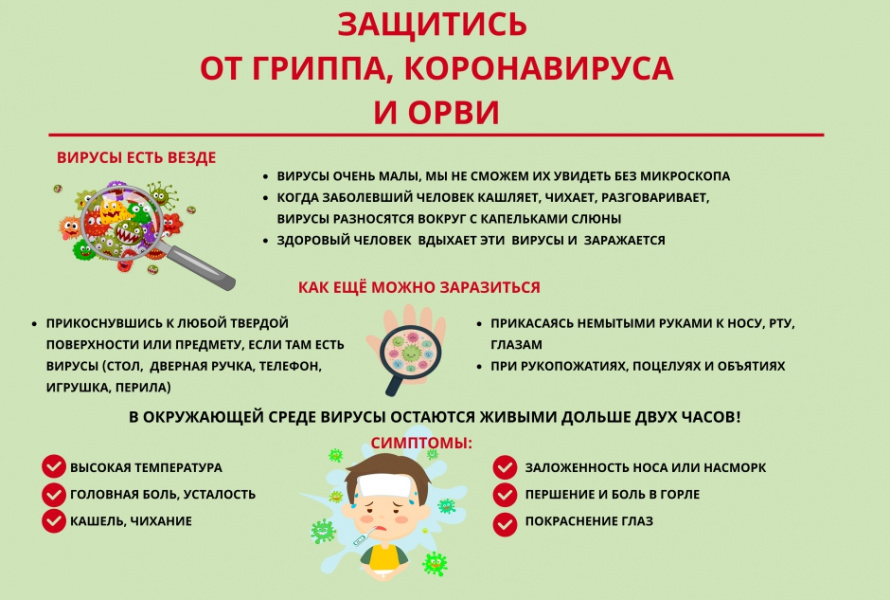 ЗАЩИТИСЬ
ОТ ГРИППА, КОРОНАВИРУСА
И ОРВИ
ВИРУСЫ ЕСТЬ ВЕЗДЕ
• ВИРУСЫ ОЧЕНЬ МАЛЫ, МЫ НЕ СМОЖЕМ ИХ УВИДЕТЬ БЕЗ МИКРОСКОПА
• КОГДА ЗАБОЛЕВШИЙ ЧЕЛОВЕК КАШЛЯЕТ, ЧИХАЕТ, РАЗГОВАРИВАЕТ,
ВИРУСЫ РАЗНОСЯТСЯ ВОКРУГ С КАПЕЛЬКАМИ СЛЮНЫ
• ЗДОРОВЫЙ ЧЕЛОВЕК ВДЫХАЕТ ЭТИ ВИРУСЫ И ЗАРАЖАЕТСЯ
КАК ЕЩЁ МОЖНО ЗАРАЗИТЬСЯ
• ПРИКОСНУВШИСЬ К ЛЮБОЙ ТВЕРДОЙ
ПОВЕРХНОСТИ ИЛИ ПРЕДМЕТУ, ЕСЛИ ТАМ ЕСТЬ
ВИРУСЫ (СТОЛ, ДВЕРНАЯ РУЧКА, ТЕЛЕФОН,
ИГРУШКА, ПЕРИЛА)
• ПРИКАСАЯСЬ НЕМЫТЫМИ РУКАМИ К НОСУ, РТУ,
ГЛАЗАМ
• ПРИ РУКОПОЖАТИЯХ, ПОЦЕЛУЯХ И ОБЪЯТИЯХ
В ОКРУЖАЮЩЕЙ СРЕДЕ ВИРУСЫ ОСТАЮТСЯ ЖИВЫМИ ДОЛЬШЕ ДВУХ ЧАСОВ!
СИМПТОМЫ:
ВЫСОКАЯ ТЕМПЕРАТУРА
ГОЛОВНАЯ БОЛЬ, УСТАЛОСТЬ
КАШЕЛЬ, ЧИХАНИЕ
ЗАЛОЖЕННОСТЬ НОСА ИЛИ НАСМОРК
ПЕРШЕНИЕ И БОЛЬ В ГОРЛЕ
ПОКРАСНЕНИЕ ГЛАЗ